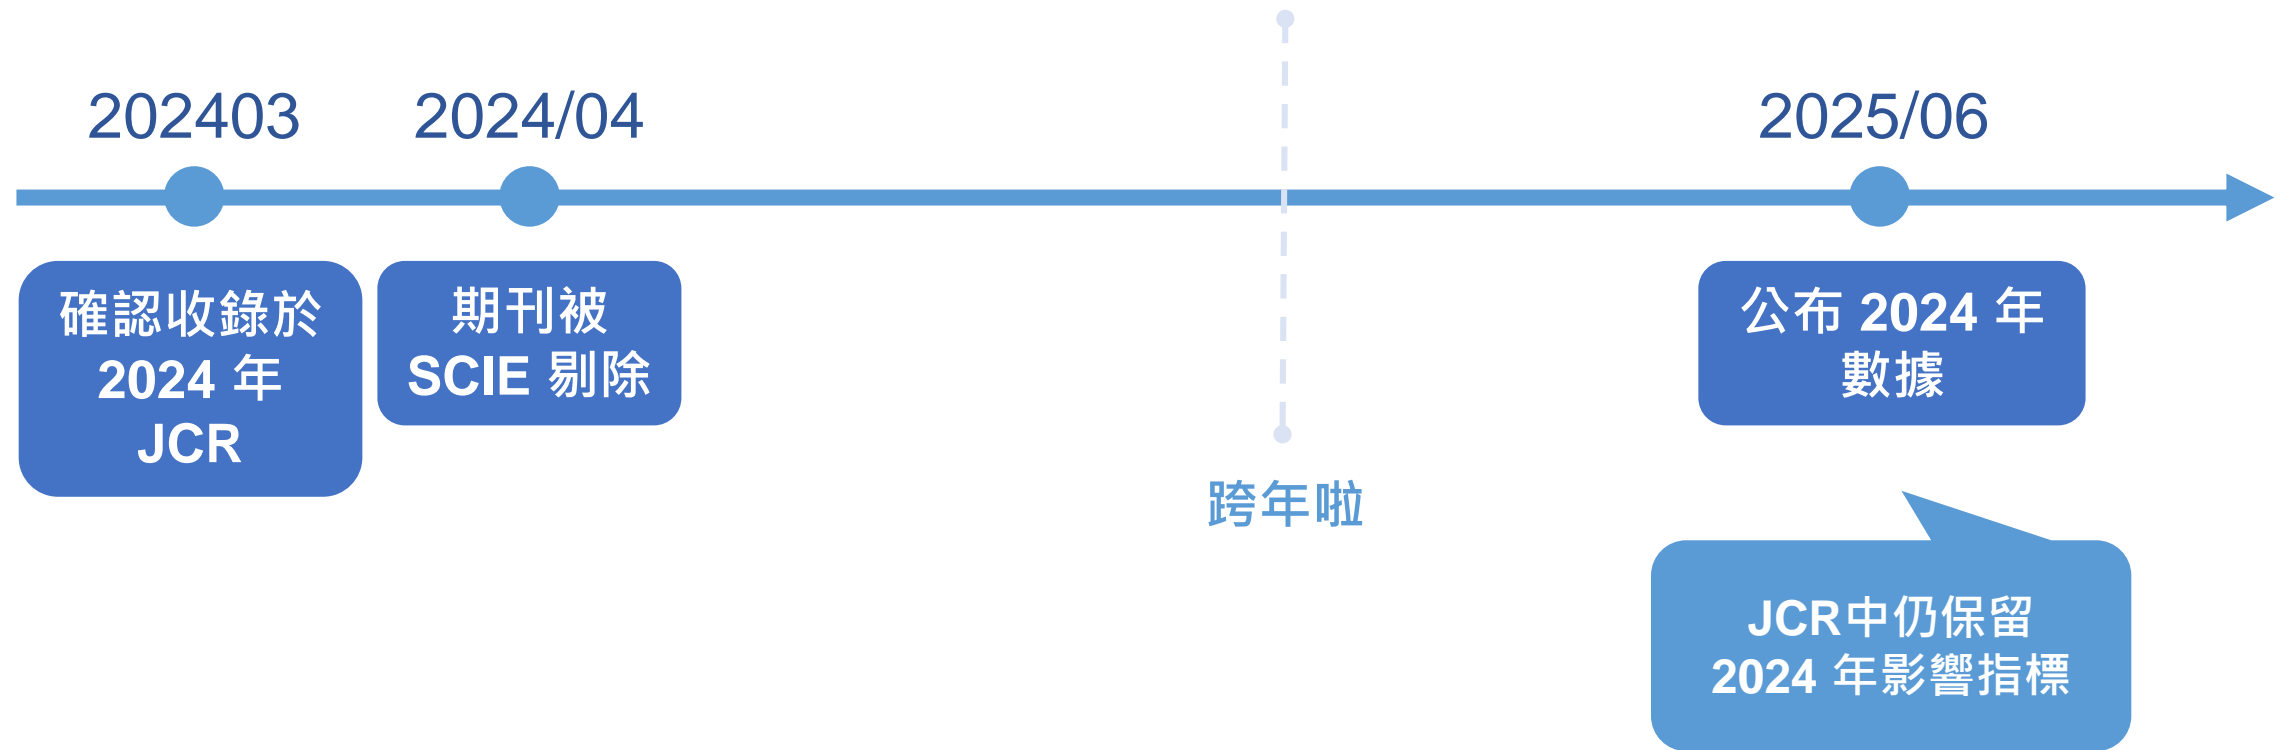 202403
2024/04
2025/06
確認收錄於
2024 年
JCR
期刊被
SCIE 剔除
公布 2024 年
數據
跨年啦
JCR中仍保留
2024 年影響指標